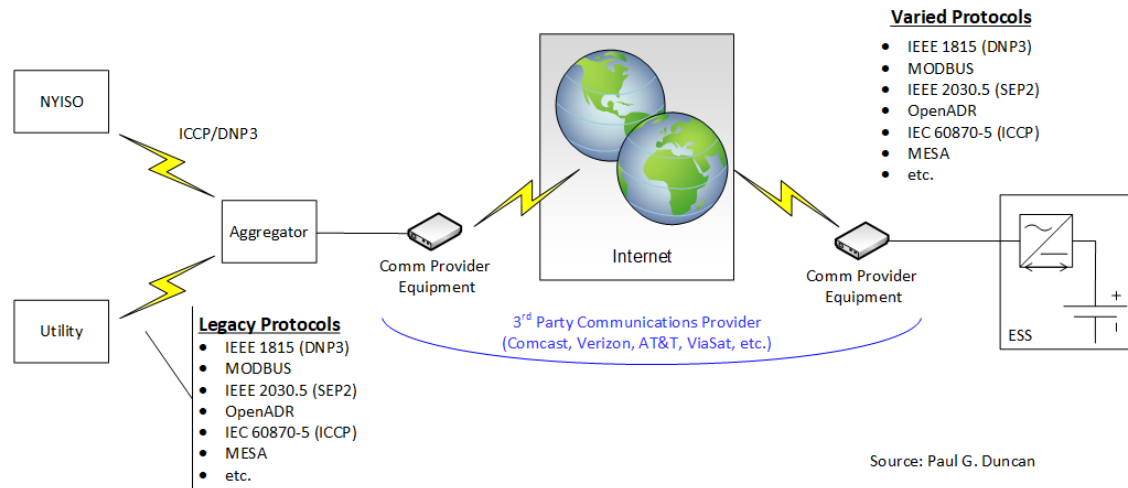 NYISO
ICCP/DNP3
Aggregator
Utility
Legacy Protocols
• IEEE 1815 (DNP3)
• MODBUS
• IEEE 2030.5 (SEP2)
• OpenADR
• IEC 60870-5 (ICCP)
• MESA
• etc.
Comm Provider
Equipment
Internet
3rd Party Communications Provider
(Comcast, Verizon, AT&T, ViaSat, etc.)
Varied Protocols
• IEEE 1815 (DNP3)
• MODBUS
• IEEE 2030.5 (SEP2)
• OpenADR
• IEC 60870-5 (ICCP)
• MESA
• etc.
Comm Provider
Equipment
+
ESS
Source: Paul G. Duncan